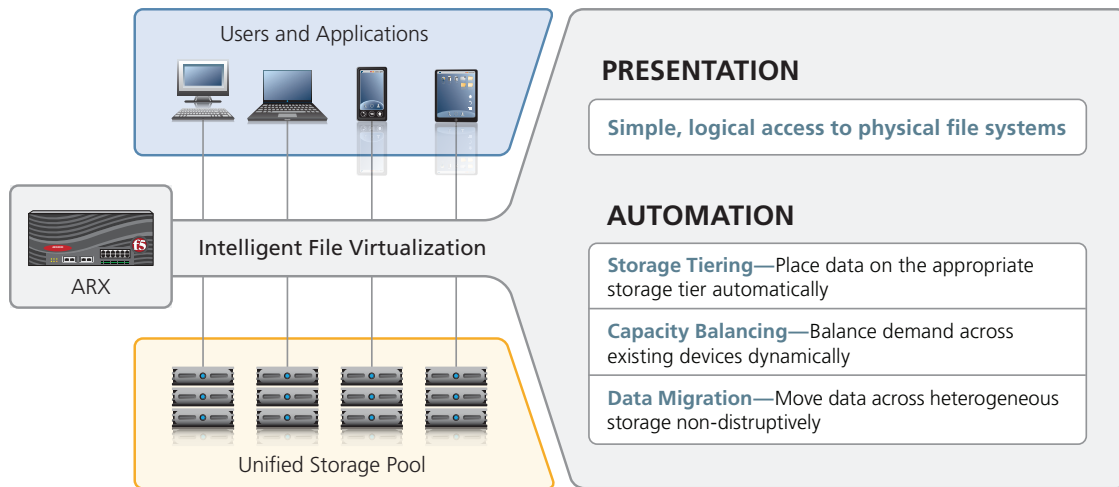 Users and Applications
f5
ARX
Intelligent File Virtualization
Unified Storage Pool
PRESENTATION
Simple, logical access to physical file systems
AUTOMATION
Storage Tiering—Place data on the appropriate
storage tier automatically
Capacity Balancing—Balance demand across
existing devices dynamically
Data Migration—Move data across heterogeneous
storage non-distruptively